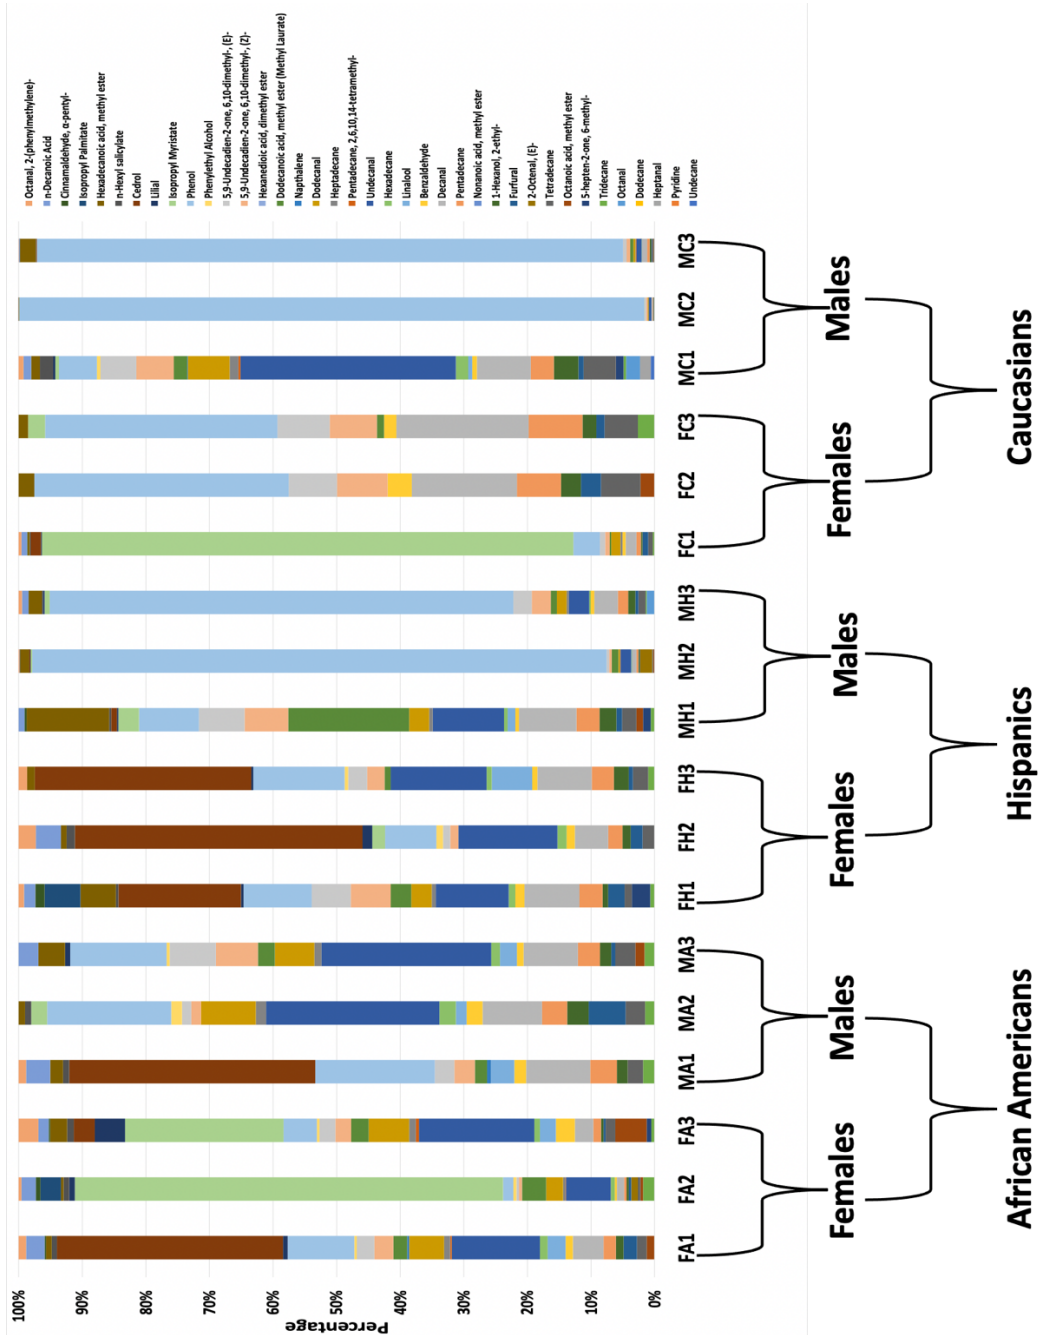 Octanal, 2-(phenylmethylene)-
n-Decanoic Acid
Cinnamaldehyde, α-pentyl-
Isopropyl Palmitate
Hexadecanoic acid, methyl ester
n-Hexyl salicylate
Cedrol
Lilial
Isopropyl Myristate
Phenol
Phenylethyl Alcohol
5,9-Undecadien-2-one, 6,10-dimethyl-, (E)-
5,9-Undecadien-2-one, 6,10-dimethyl-, (Z)-
Hexanedioic acid, dimethyl ester
Dodecanoic acid, methyl ester (Methyl Laurate)
Napthalene
Dodecanal
Heptadecane
Pentadecane, 2,6,10,14-tetramethyl-
Undecanal
Hexadecane
Linalool
Benzaldehyde
Decanal
Pentadecane
Nonanoic acid, methyl ester
1-Hexanol, 2-ethyl-
Furfural
2-Octenal, (E)-
Tetradecane
Octanoic acid, methyl ester
5-hepten-2-one, 6-methyl-
Tridecane
Octanal
Dodecane
Heptanal
Pyridine
Undecane
Percentage
100%
90%
80%
70%
60%
50%
40%
30%
20%
10%
0%
FA1
FA2
FA3
MA1
MA2
MA3
FH1
FH2
FH3
MH1
MH2
MH3
FC1
FC2
FC3
MC1
MC2
MC3
Females
Males
Females
Males
Females
Males
African Americans
Hispanics
Caucasians